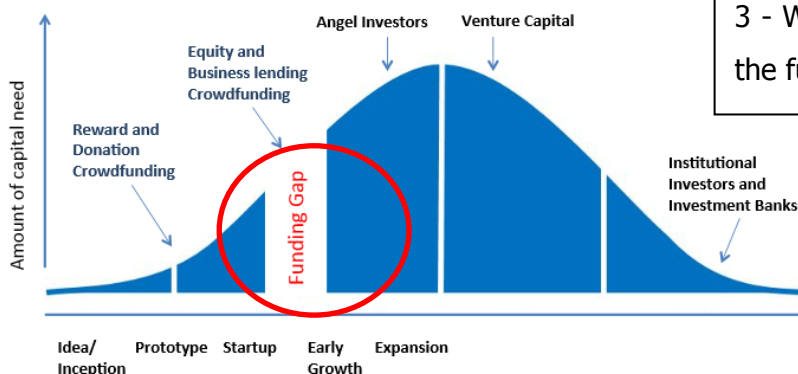 3 - W
the fu
Angel Investors
Venture Capital
Equity and
Business lending
Crowdfunding
Reward and
Donation
Crowdfunding
Institutional
Investors and
Investment Banks
Amount of capital need
Funding Gap
Idea/
Inception
Prototype
Startup
Early
Growth
Expansion